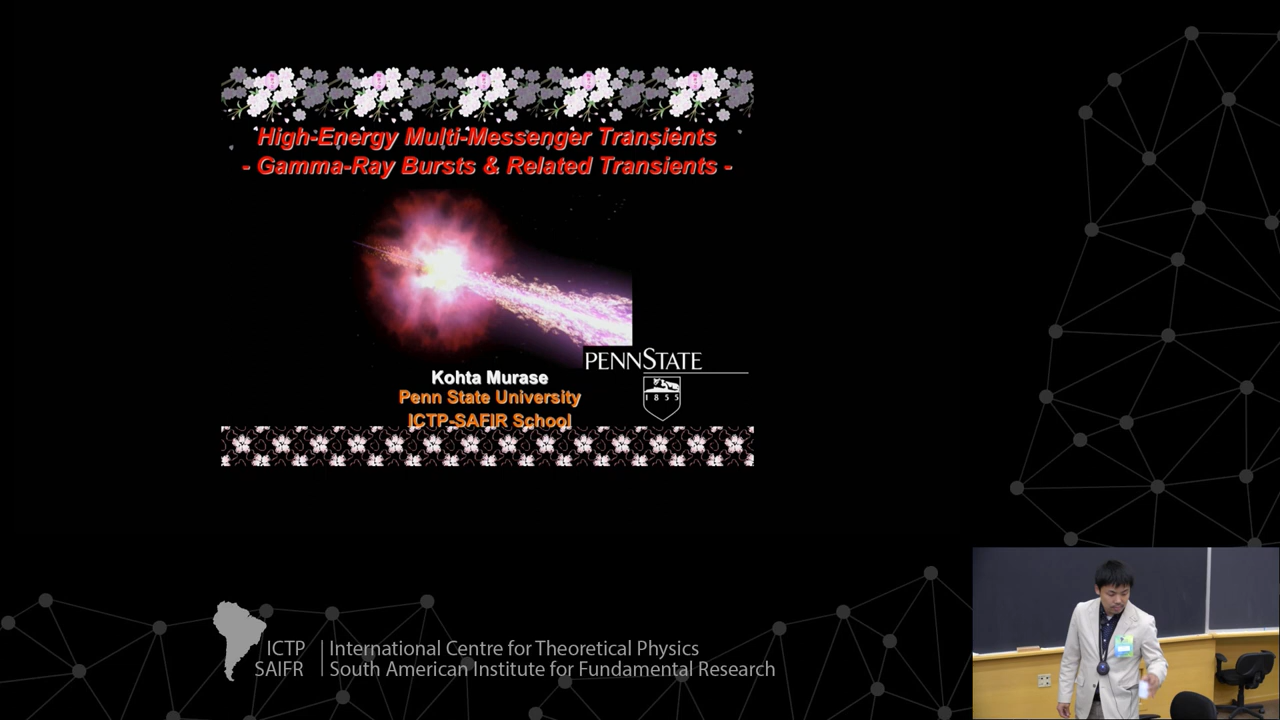 High-Energy Multi-Messenger Transients
- Gamma-Ray Bursts & Related Transients -
PENNSTATE
1855
Kohta Murase
Penn State University
ICTP-SAFIR School
ICTP
SAIFR
International Centre for Theoretical Physics
South American Institute for Fundamental Research